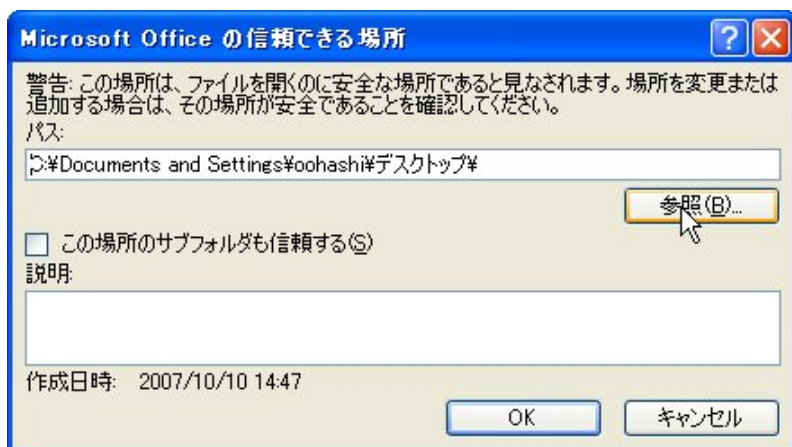 Microsoft Office の信頼できる場所
警告: この場所は、ファイルを開くのに安全な場所であると見なされます。場所を変更または
追加する場合は、その場所が安全であることを確認してください。
パス:
C:¥Documents and Settings¥oohashi¥デスクトップ¥
参照(B)...
この場所のサブフォルダも信頼する(S)
説明:
作成日時: 2007/10/10 14:47
OK キャンセル